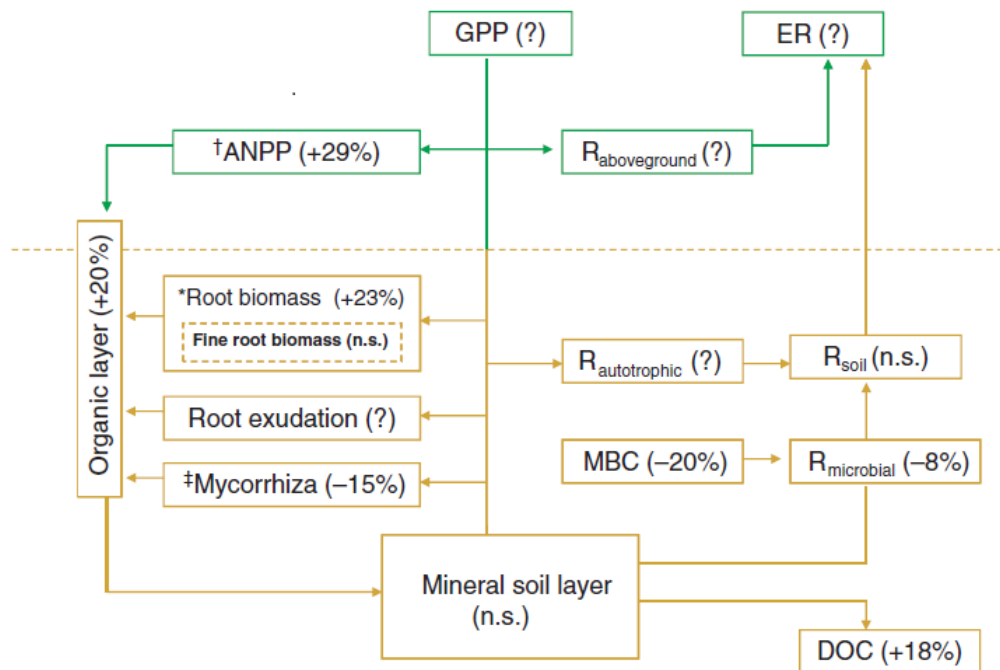 GPP (?)
ER (?)
†ANPP (+29%)
Raboveground (?)
Organic layer (+20%)
*Root biomass (+23%)
Fine root biomass (n.s.)
Rautotrophic (?)
Rsoil (n.s.)
Root exudation (?)
‡Mycorrhiza (–15%)
MBC (–20%)
Rmicrobial (–8%)
Mineral soil layer
(n.s.)
DOC (+18%)